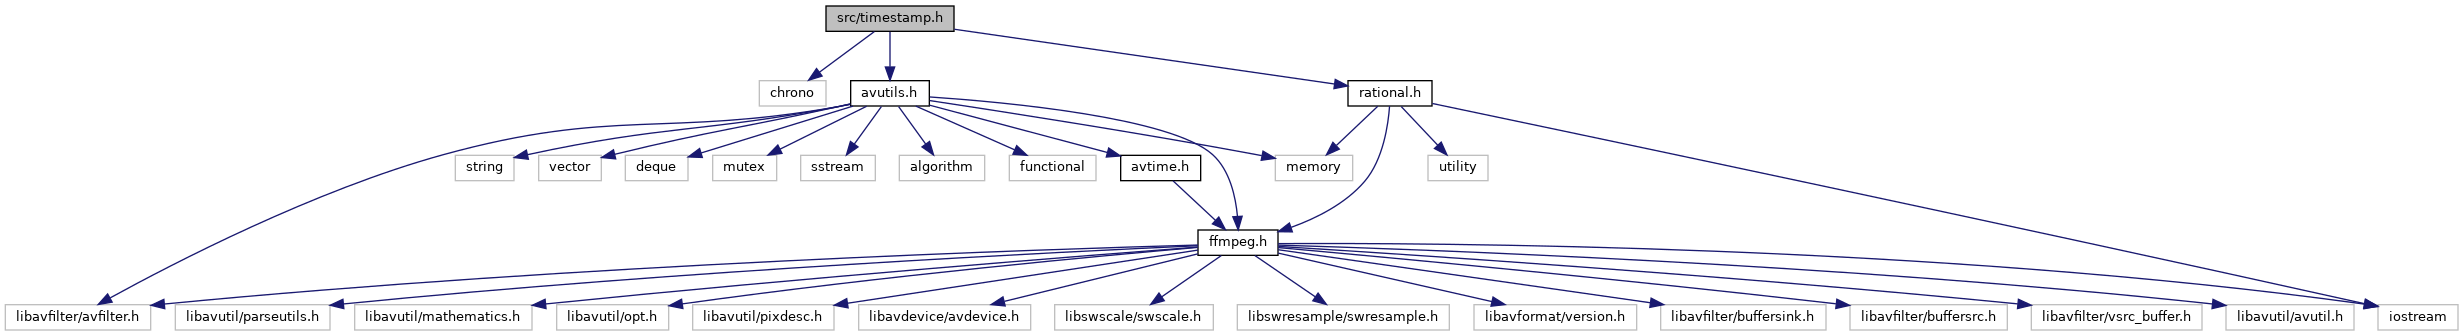 src/timestamp.h
chrono
avutils.h
rational.h
string
vector
deque
mutex
sstream
algorithm
functional
avtime.h
memory
utility
ffmpeg.h
libavfilter/avfilter.h
libavutil/parseutils.h
libavutil/mathematics.h
libavutil/opt.h
libavutil/pixdesc.h
libavdevice/avdevice.h
libswscale/swscale.h
libswresample/swresample.h
libavformat/version.h
libavfilter/buffersink.h
libavfilter/buffersrc.h
libavfilter/vsrc_buffer.h
libavutil/avutil.h
iostream